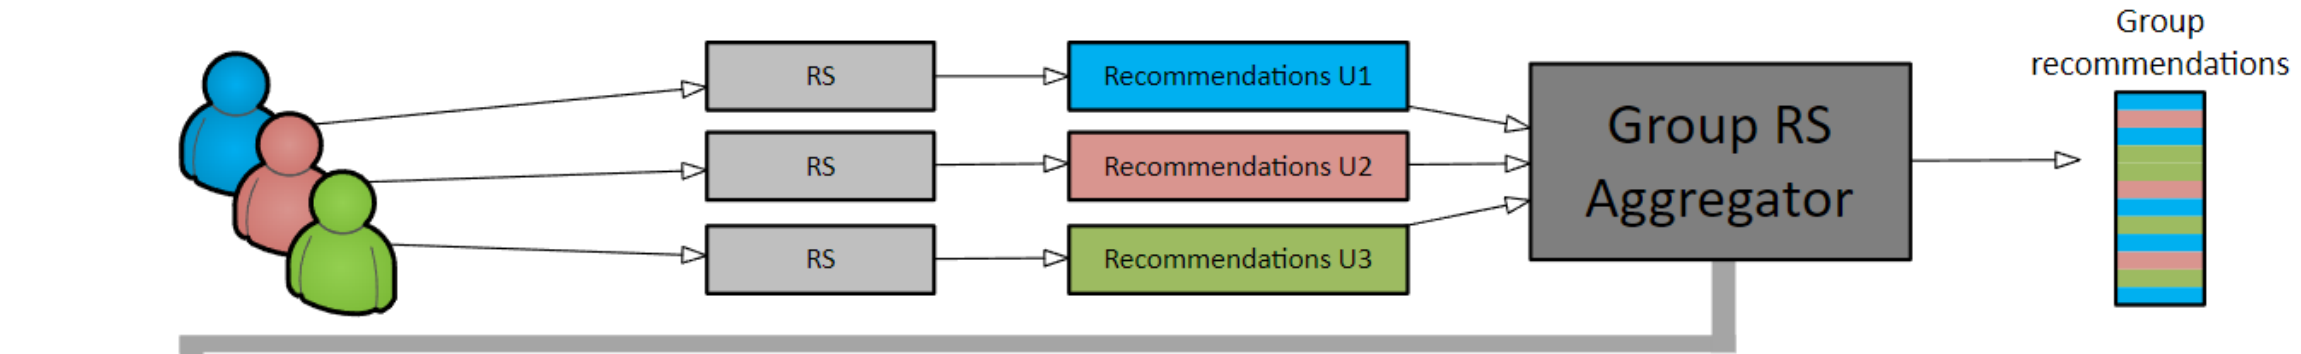 Group
recommendations
RS
Recommendations U1
RS
Recommendations U2
RS
Recommendations U3
Group RS
Aggregator